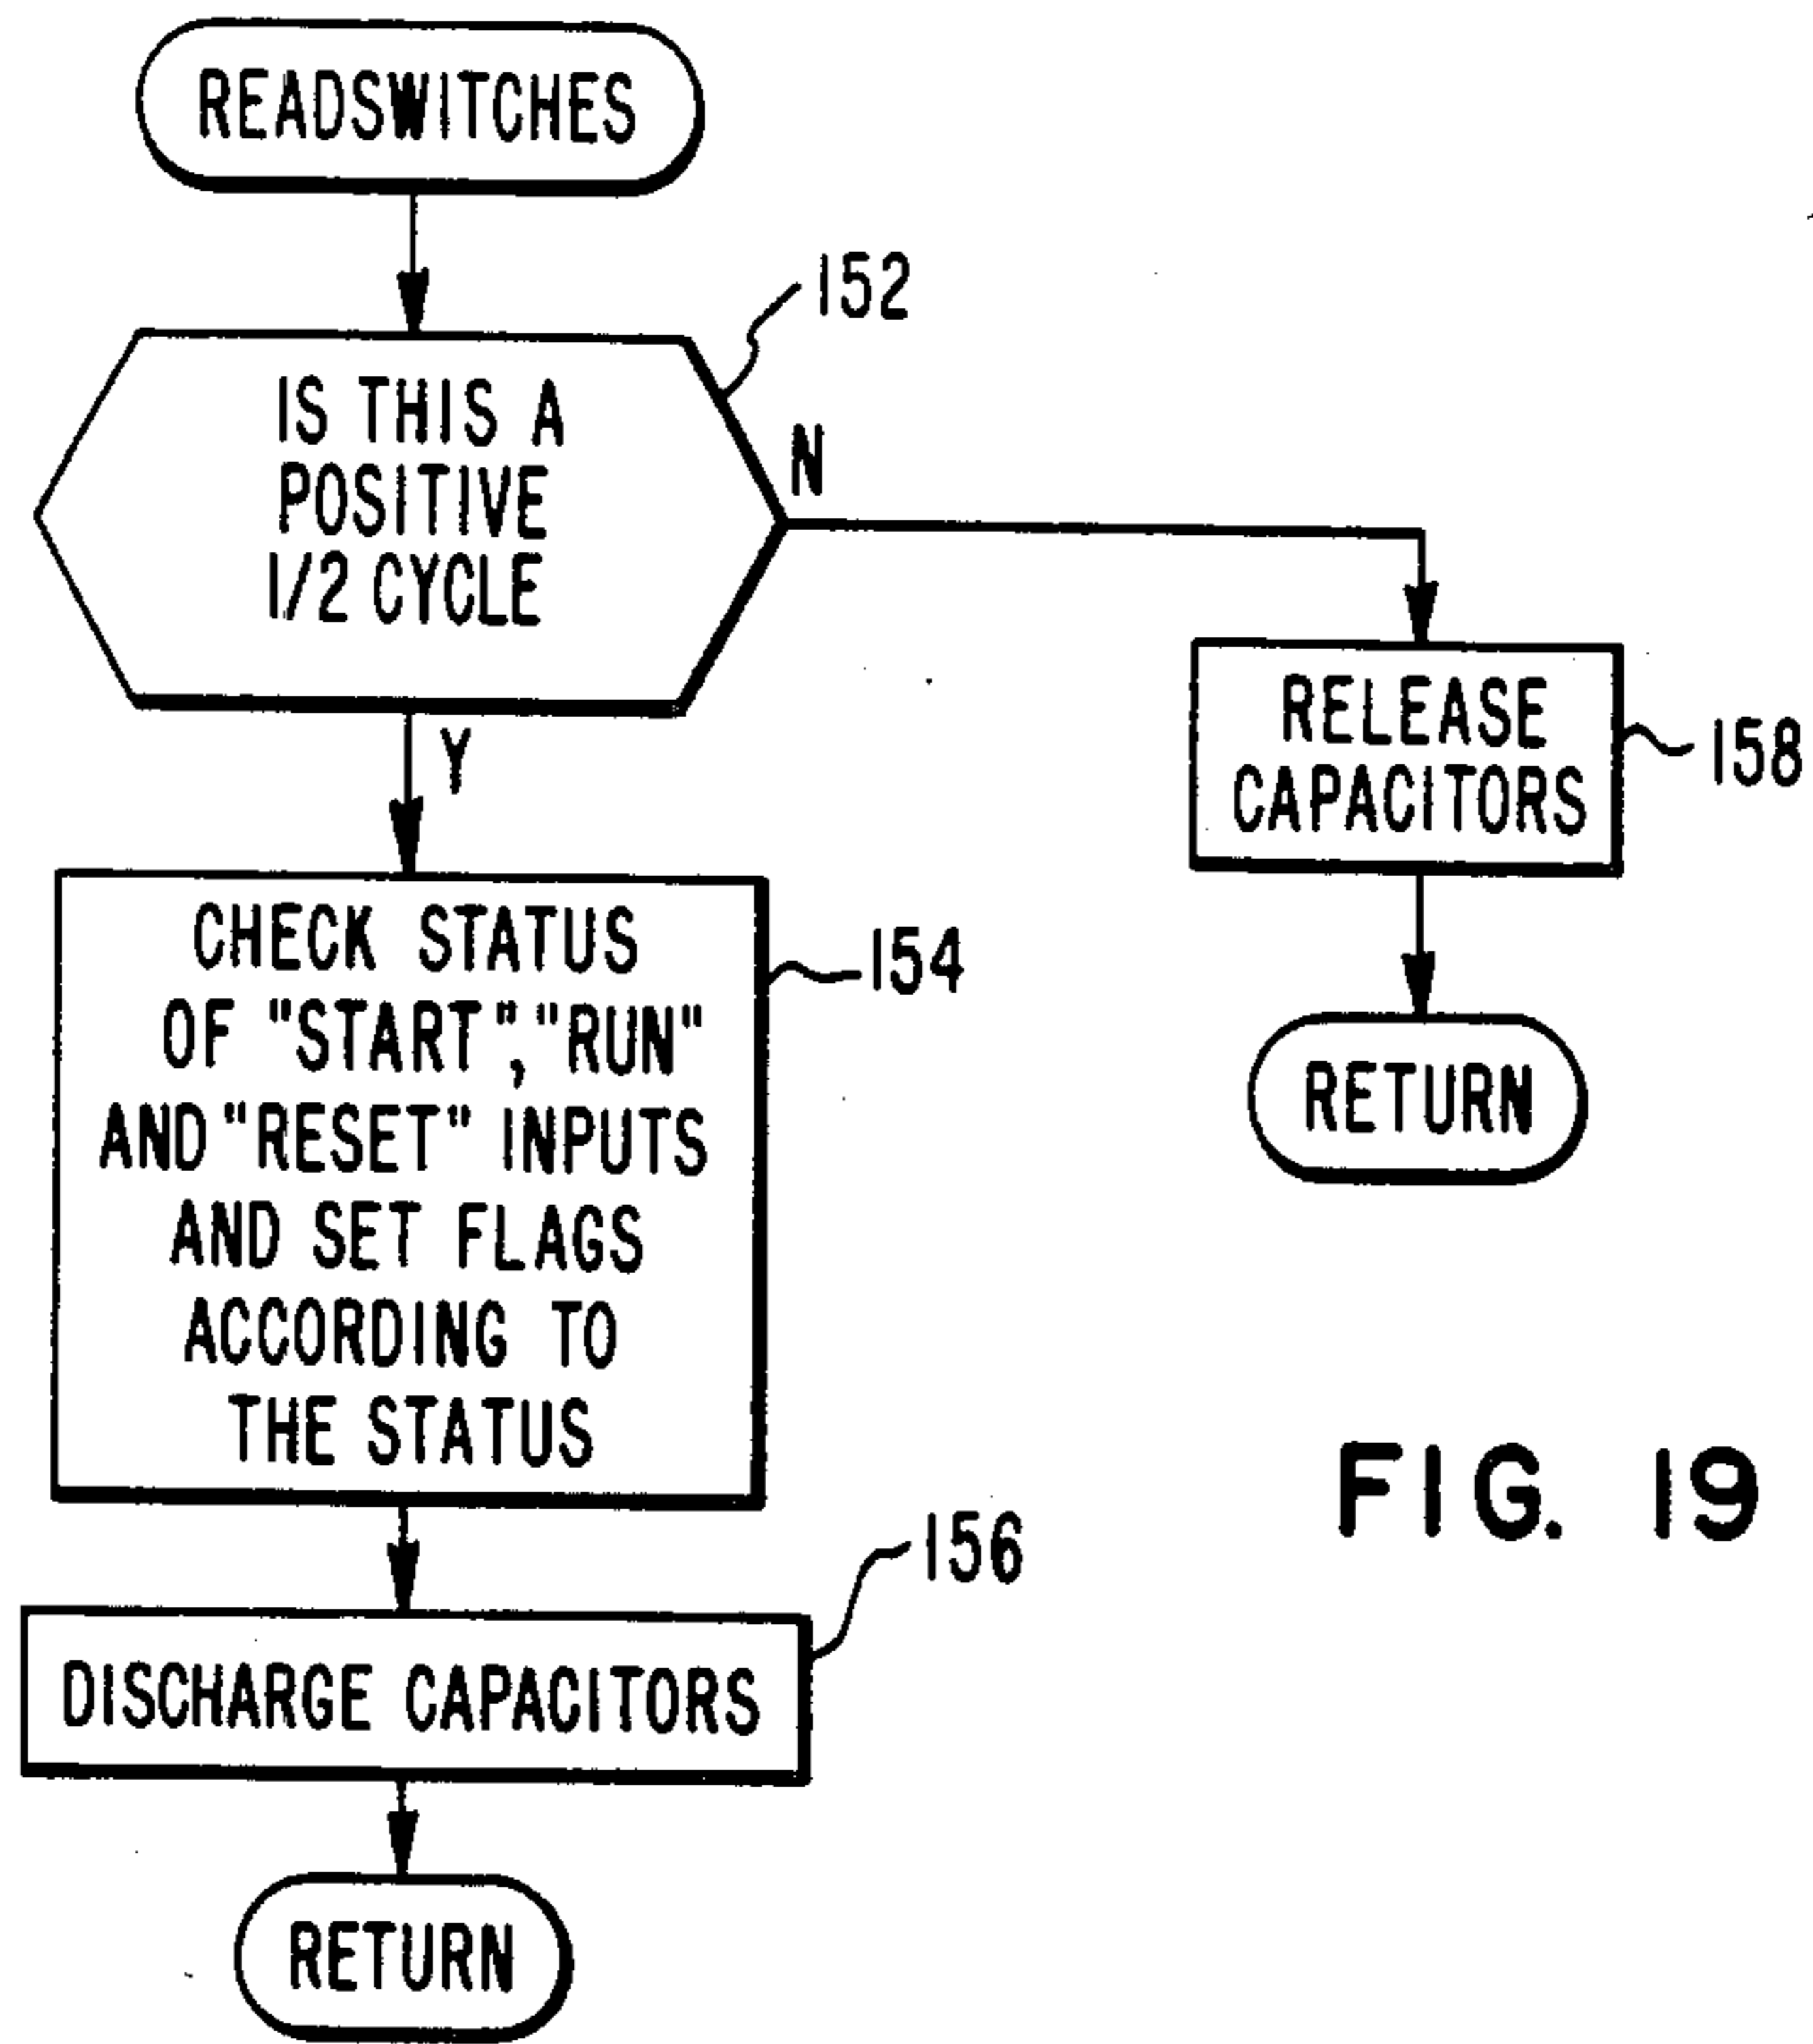 READSWITCHES
152
IS THIS A
POSITIVE
1/2 CYCLE
N
Y
RELEASE
CAPACITORS
158
RETURN
CHECK STATUS
OF "START", "RUN"
AND "RESET" INPUTS
AND SET FLAGS
ACCORDING TO
THE STATUS
154
156
DISCHARGE CAPACITORS
RETURN
FIG. 19